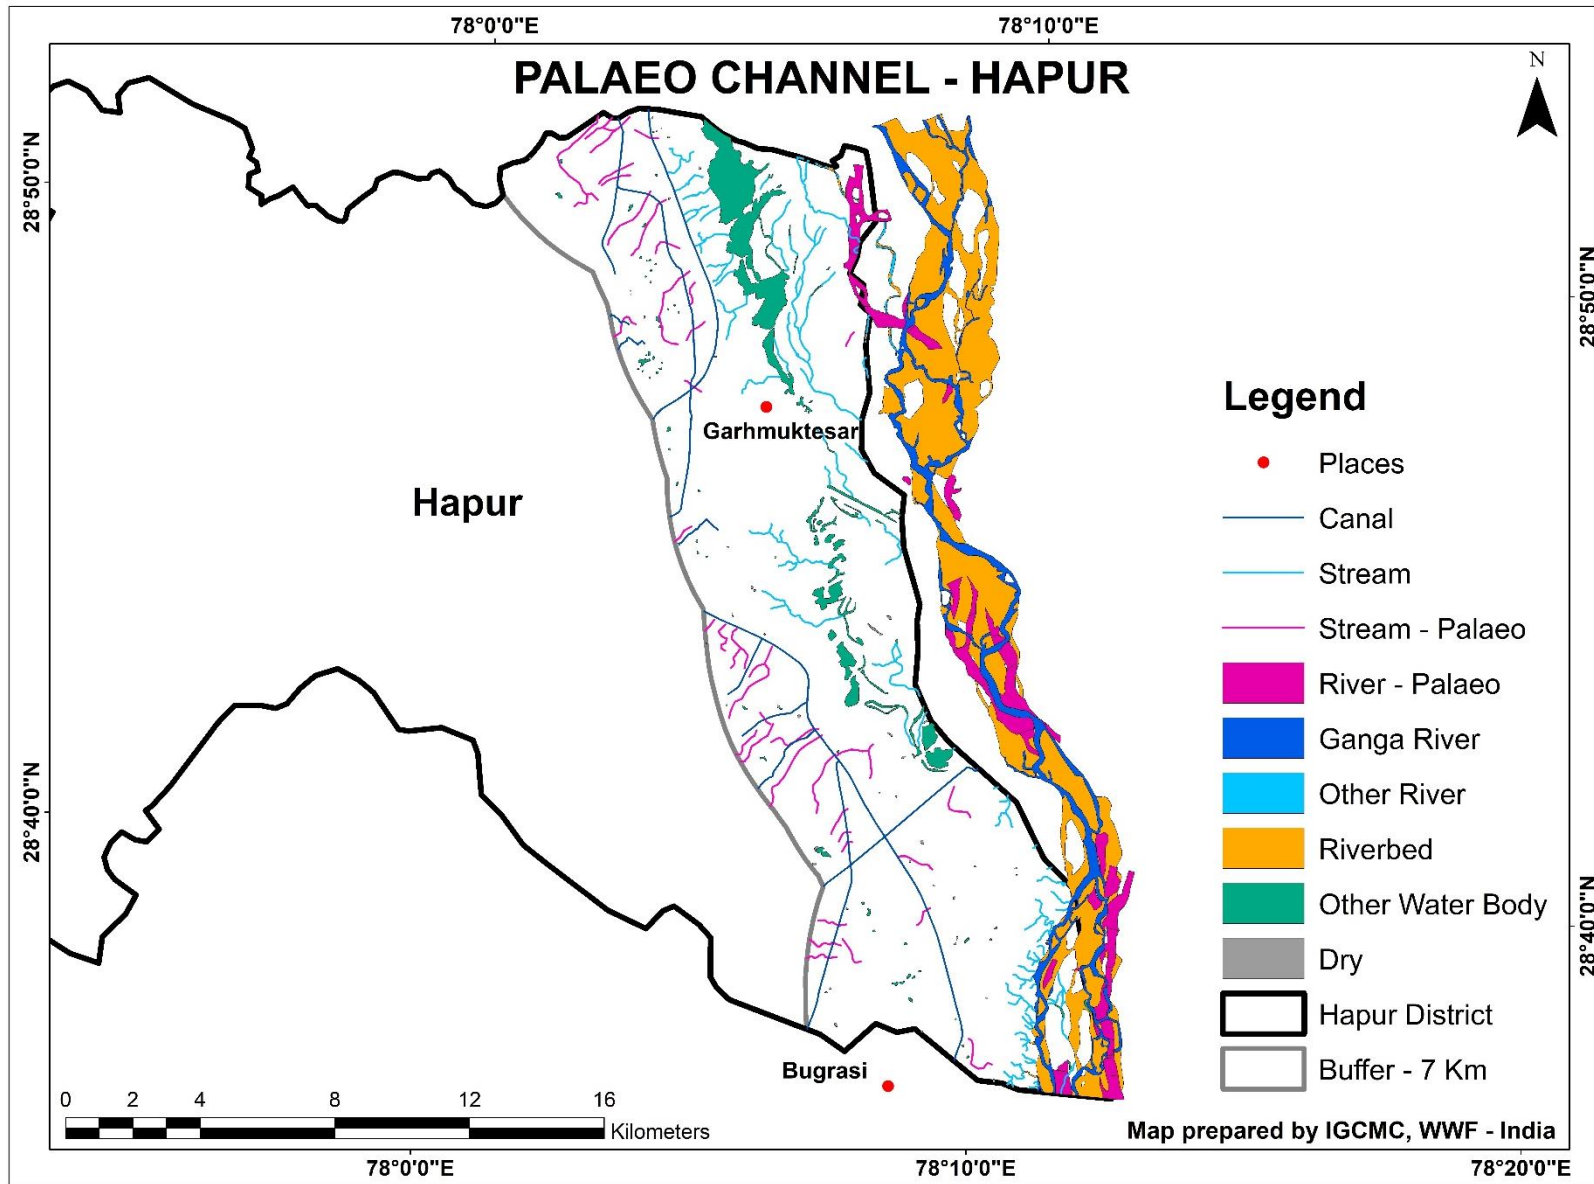 78°0'0"E
78°10'0"E
PALAEO CHANNEL - HAPUR
N
28°50'0"N
28°50'0"N
Garhmuktesar
Hapur
Legend
Places
Canal
Stream
Stream - Palaeo
River - Palaeo
Ganga River
Other River
Riverbed
Other Water Body
Dry
Hapur District
Buffer - 7 Km
28°40'0"N
28°40'0"N
Bugrasi
0 2 4 8 12 16
Kilometers
Map prepared by IGCMC, WWF - India
78°0'0"E
78°10'0"E
78°20'0"E